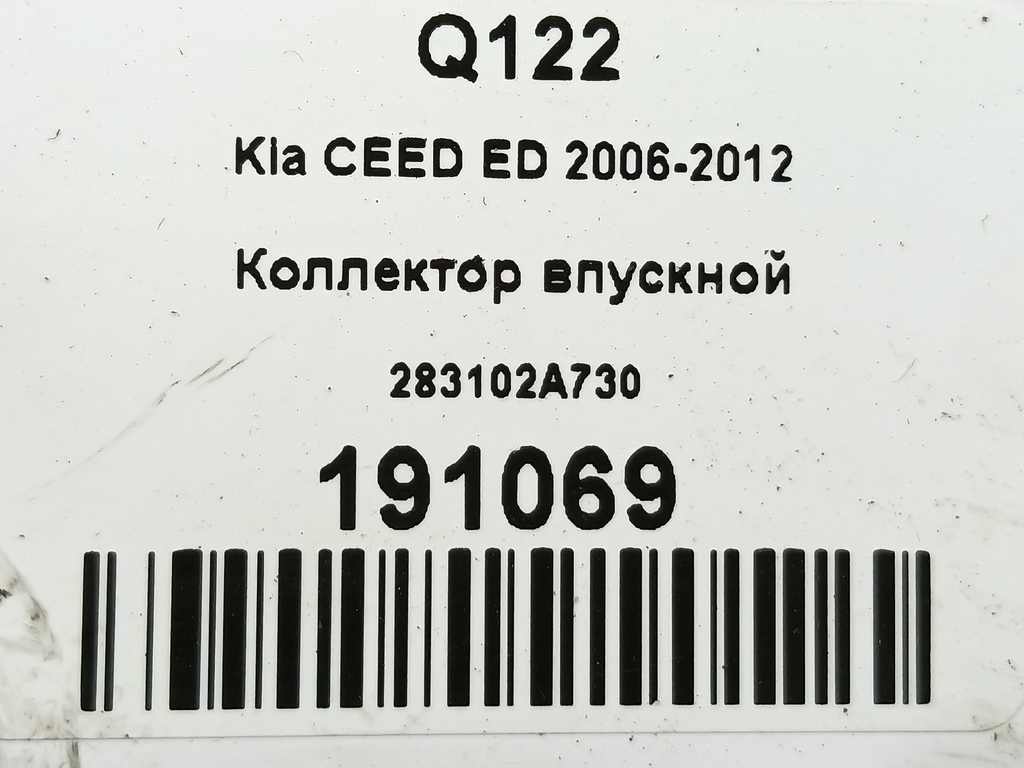 Q122
Kia CEED ED 2006-2012
Коллектор впускной
283102A730
191069